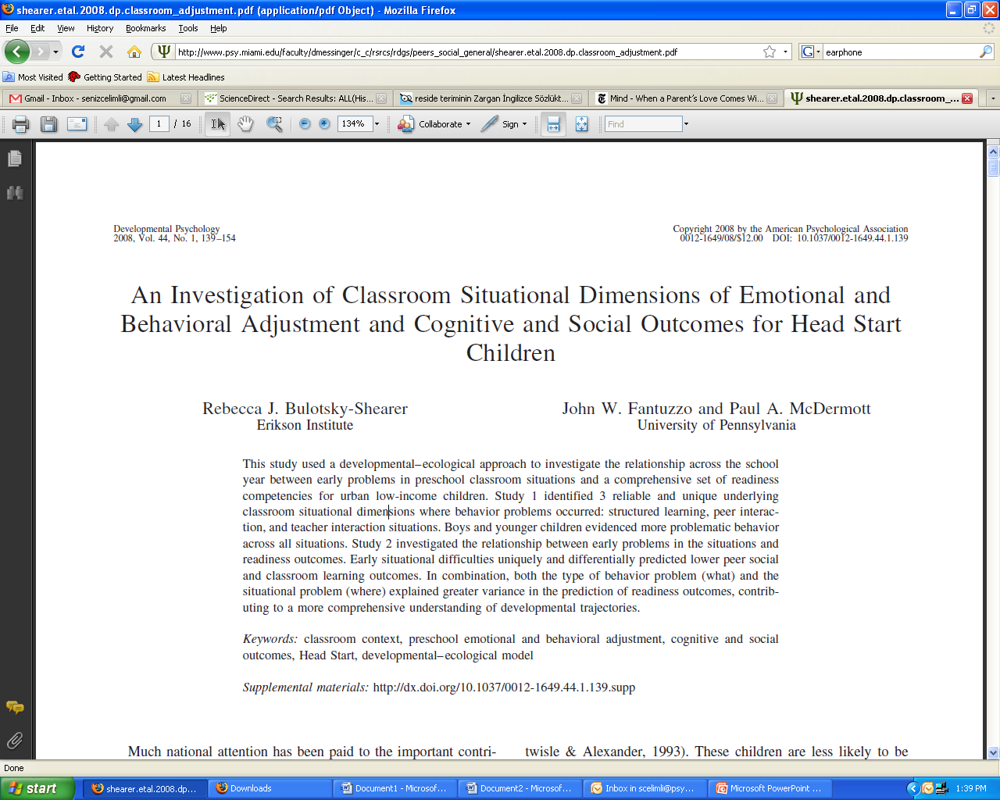 shearer.etal.2008.dp.classroom_adjustment.pdf (application/pdf Object) - Mozilla Firefox
File Edit View History Bookmarks Tools Help
http://www.psy.miami.edu/faculty/dmessinger/c_c/rsrcs/rdgs/peers_social_general/shearer.etal.2008.dp.classroom_adjustment.pdf
earphone
Most Visited Getting Started Latest Headlines
Gmail - Inbox - senizcelimli@gmail.com
ScienceDirect - Search Results: ALL(His...
reside teriminin Zargan İngilizce Sözlükt...
Mind - When a Parent's Love Comes Wi...
shearer.etal.2008.dp.classroom_...
1 / 16 134% Collaborate Sign Find
Developmental Psychology
2008, Vol. 44, No. 1, 139–154
Copyright 2008 by the American Psychological Association
0012-1649/08/$12.00 DOI: 10.1037/0012-1649.44.1.139
An Investigation of Classroom Situational Dimensions of Emotional and
Behavioral Adjustment and Cognitive and Social Outcomes for Head Start
Children
Rebecca J. Bulotsky-Shearer
Erikson Institute
John W. Fantuzzo and Paul A. McDermott
University of Pennsylvania
This study used a developmental–ecological approach to investigate the relationship across the school
year between early problems in preschool classroom situations and a comprehensive set of readiness
competencies for urban low-income children. Study 1 identified 3 reliable and unique underlying
classroom situational dimensions where behavior problems occurred: structured learning, peer interac-
tion, and teacher interaction situations. Boys and younger children evidenced more problematic behavior
across all situations. Study 2 investigated the relationship between early problems in the situations and
readiness outcomes. Early situational difficulties uniquely and differentially predicted lower peer social
and classroom learning outcomes. In combination, both the type of behavior problem (what) and the
situational problem (where) explained greater variance in the prediction of readiness outcomes, contrib-
uting to a more comprehensive understanding of developmental trajectories.
Keywords: classroom context, preschool emotional and behavioral adjustment, cognitive and social
outcomes, Head Start, developmental–ecological model
Supplemental materials: http://dx.doi.org/10.1037/0012-1649.44.1.139.supp
Much national attention has been paid to the important contri-
twisle & Alexander, 1993). These children are less likely to be
Done
start
shearer.etal.2008.dp...
Downloads
Document1 - Microsof...
Document2 - Microsof...
Inbox in scelimli@psy...
Microsoft PowerPoint ...
1:39 PM